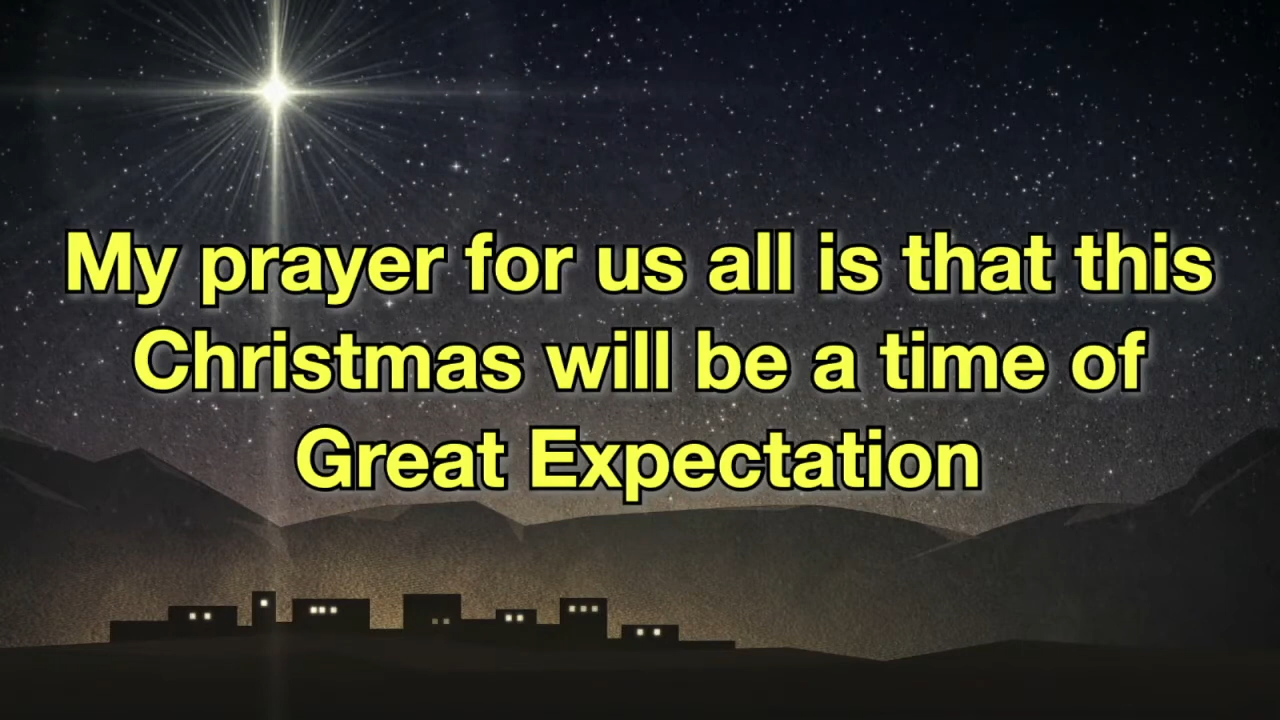 My prayer for us all is that this
Christmas will be a time of
Great Expectation